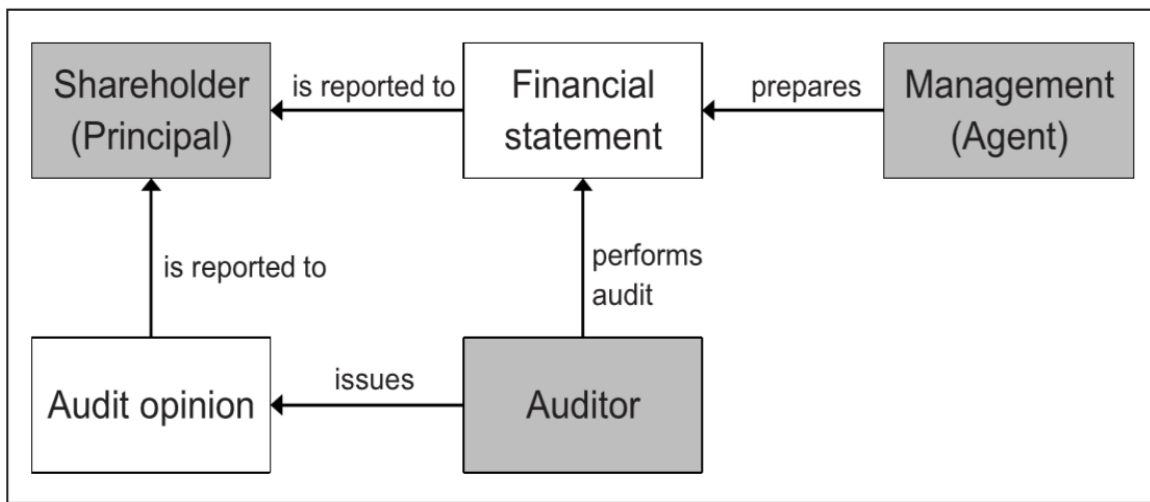 Shareholder
(Principal)
is reported to
Financial
statement
prepares
Management
(Agent)
is reported to
performs
audit
Audit opinion
issues
Auditor